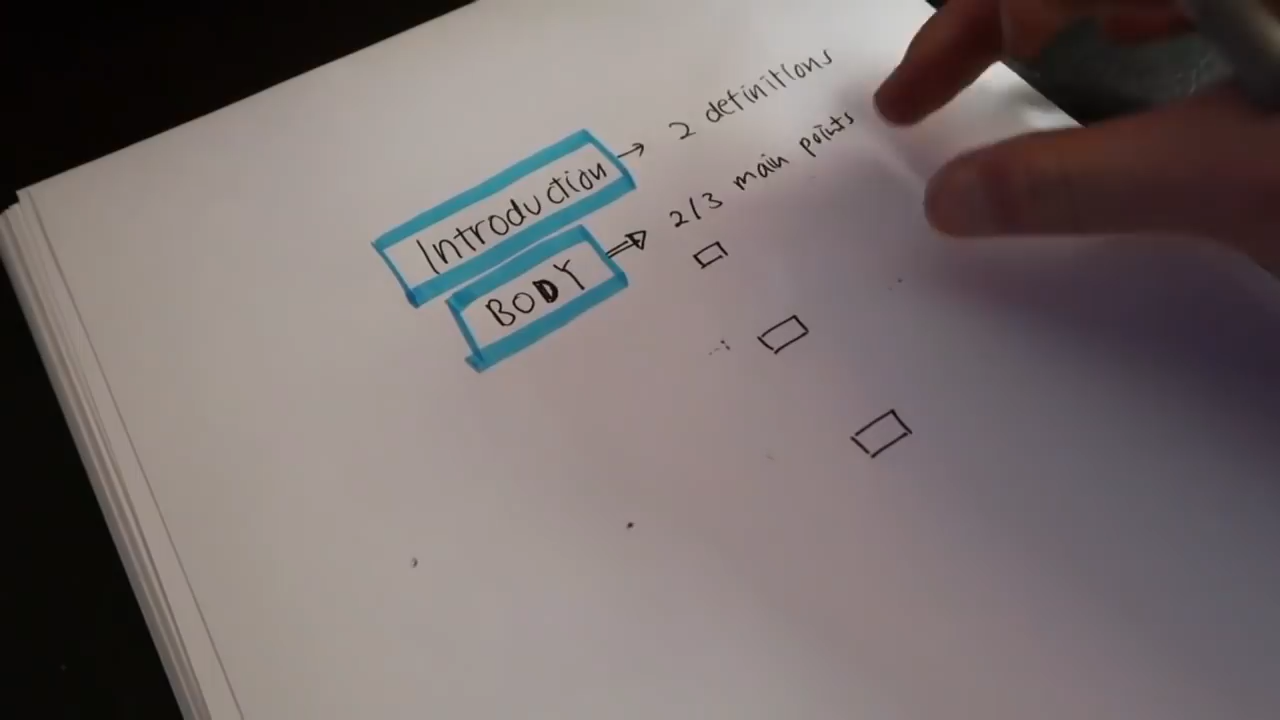 Introduction → 2 definitions
BODY ⇒ 2/3 main points